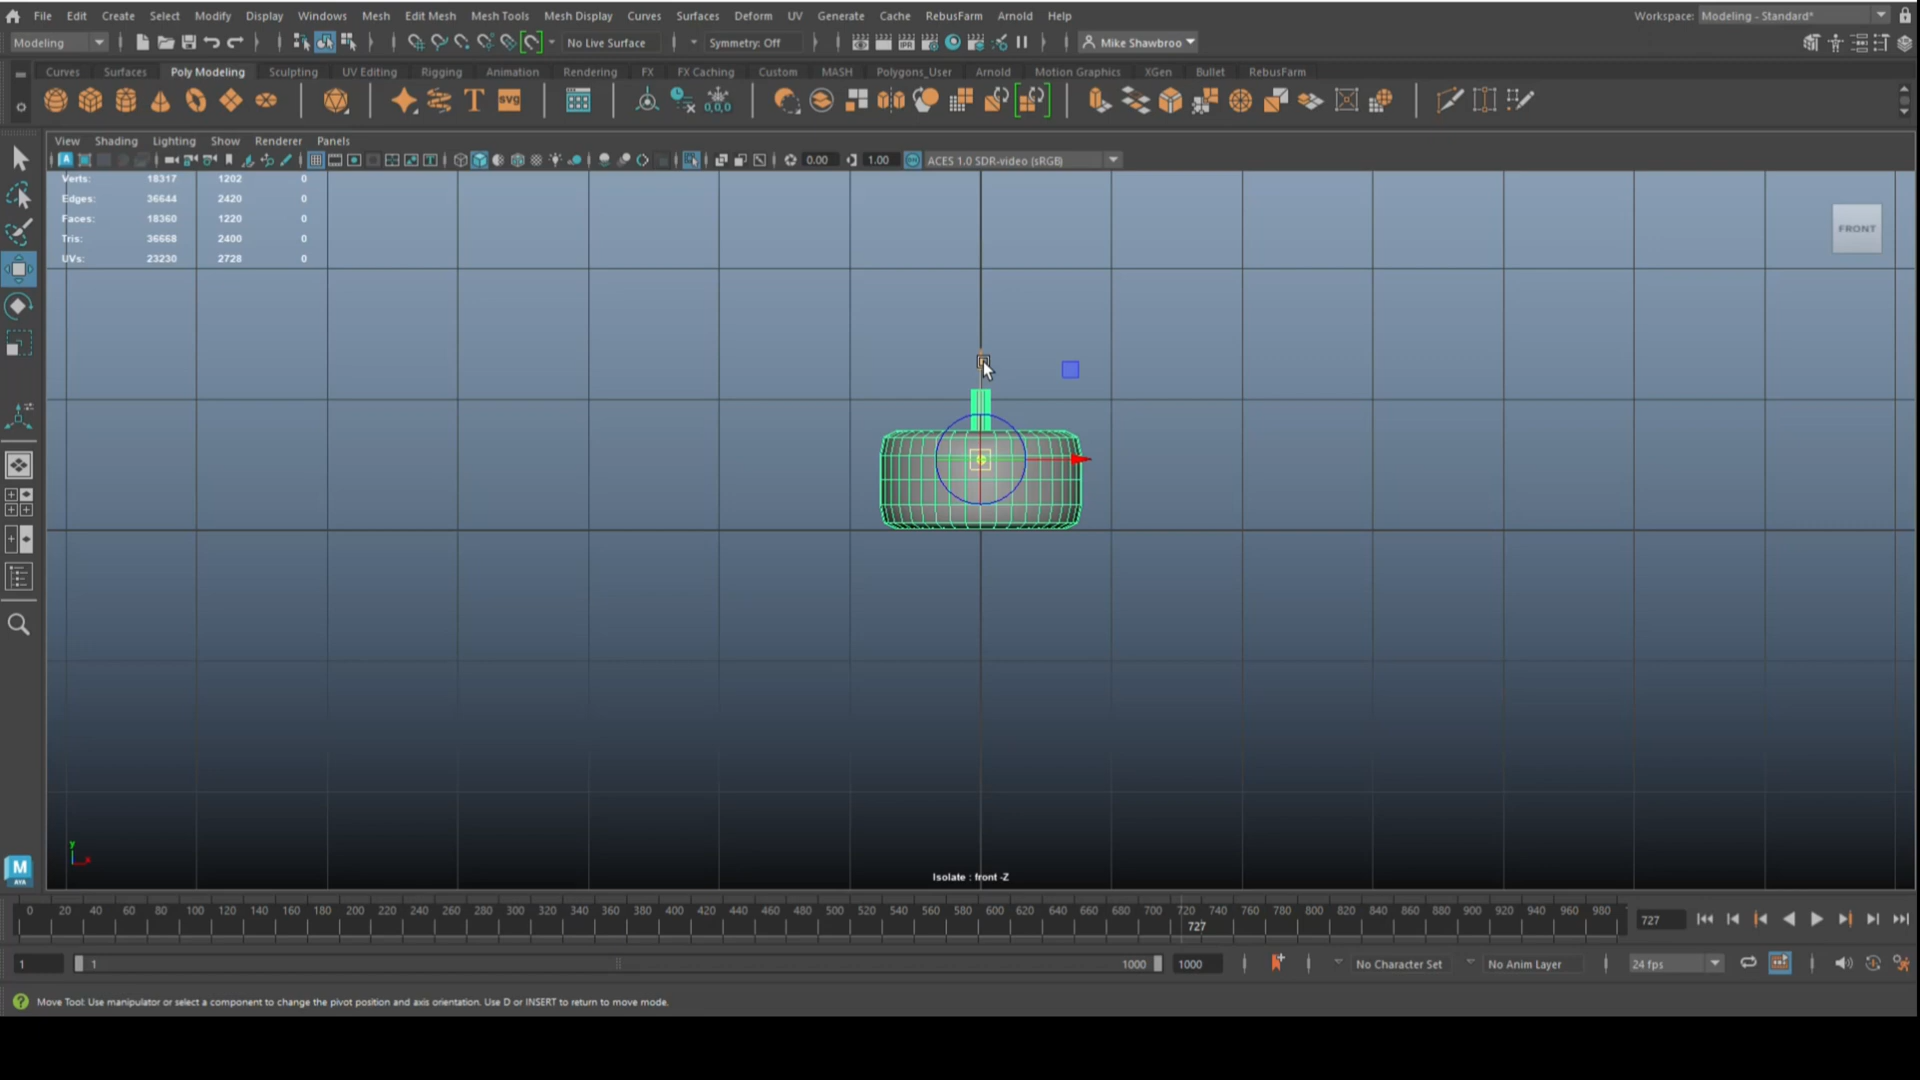 File Edit Create Select Modify Display Windows Mesh Edit Mesh Mesh Tools Mesh Display Curves Surfaces Deform UV Generate Cache RebusFarm Arnold Help Workspace: Modeling - Standard*
Modeling No Live Surface Symmetry: Off IPR Mike Shawbroo
Curves Surfaces Poly Modeling Sculpting UV Editing Rigging Animation Rendering FX FX Caching Custom MASH Polygons_User Arnold Motion Graphics XGen Bullet RebusFarm
T SVG 0,0,0
View Shading Lighting Show Renderer Panels
0.00 1.00 ACES 1.0 SDR-video (sRGB)
Verts: 18317 1202 0
Edges: 36644 2420 0
Faces: 18360 1220 0
Tris: 36668 2400 0
UVs: 23230 2728 0
FRONT
y
x
M
AYA
Isolate : front -Z
0 20 40 60 80 100 120 140 160 180 200 220 240 260 280 300 320 340 360 380 400 420 440 460 480 500 520 540 560 580 600 620 640 660 680 700 720 740 760 780 800 820 840 860 880 900 920 940 960 980
727 727
1 1 1000 1000 No Character Set No Anim Layer 24 fps
Move Tool: Use manipulator or select a component to change the pivot position and axis orientation. Use D or INSERT to return to move mode.